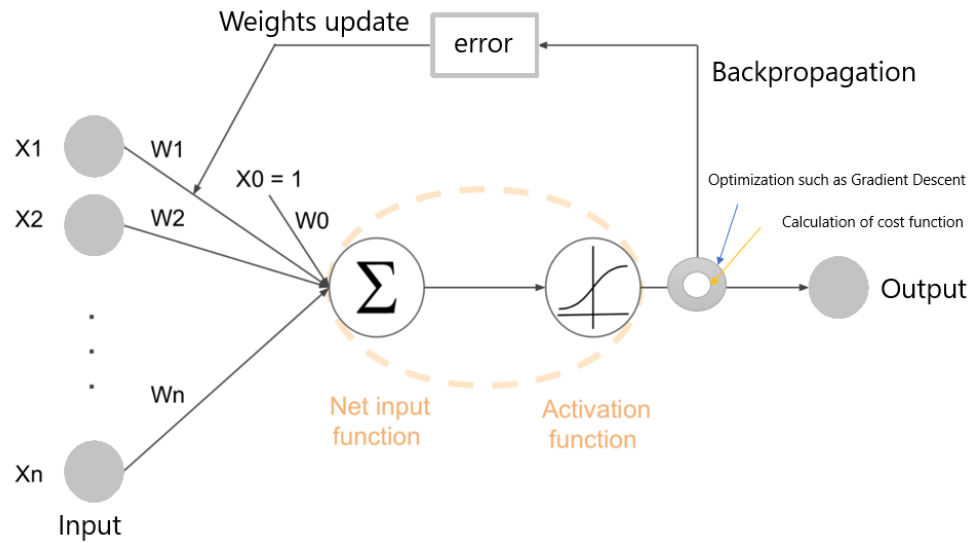 Weights update
error
Backpropagation
X1
W1
X0 = 1
Optimization such as Gradient Descent
X2
W2
W0
Calculation of cost function
Σ
Output
Wn
Net input
function
Activation
function
Xn
Input